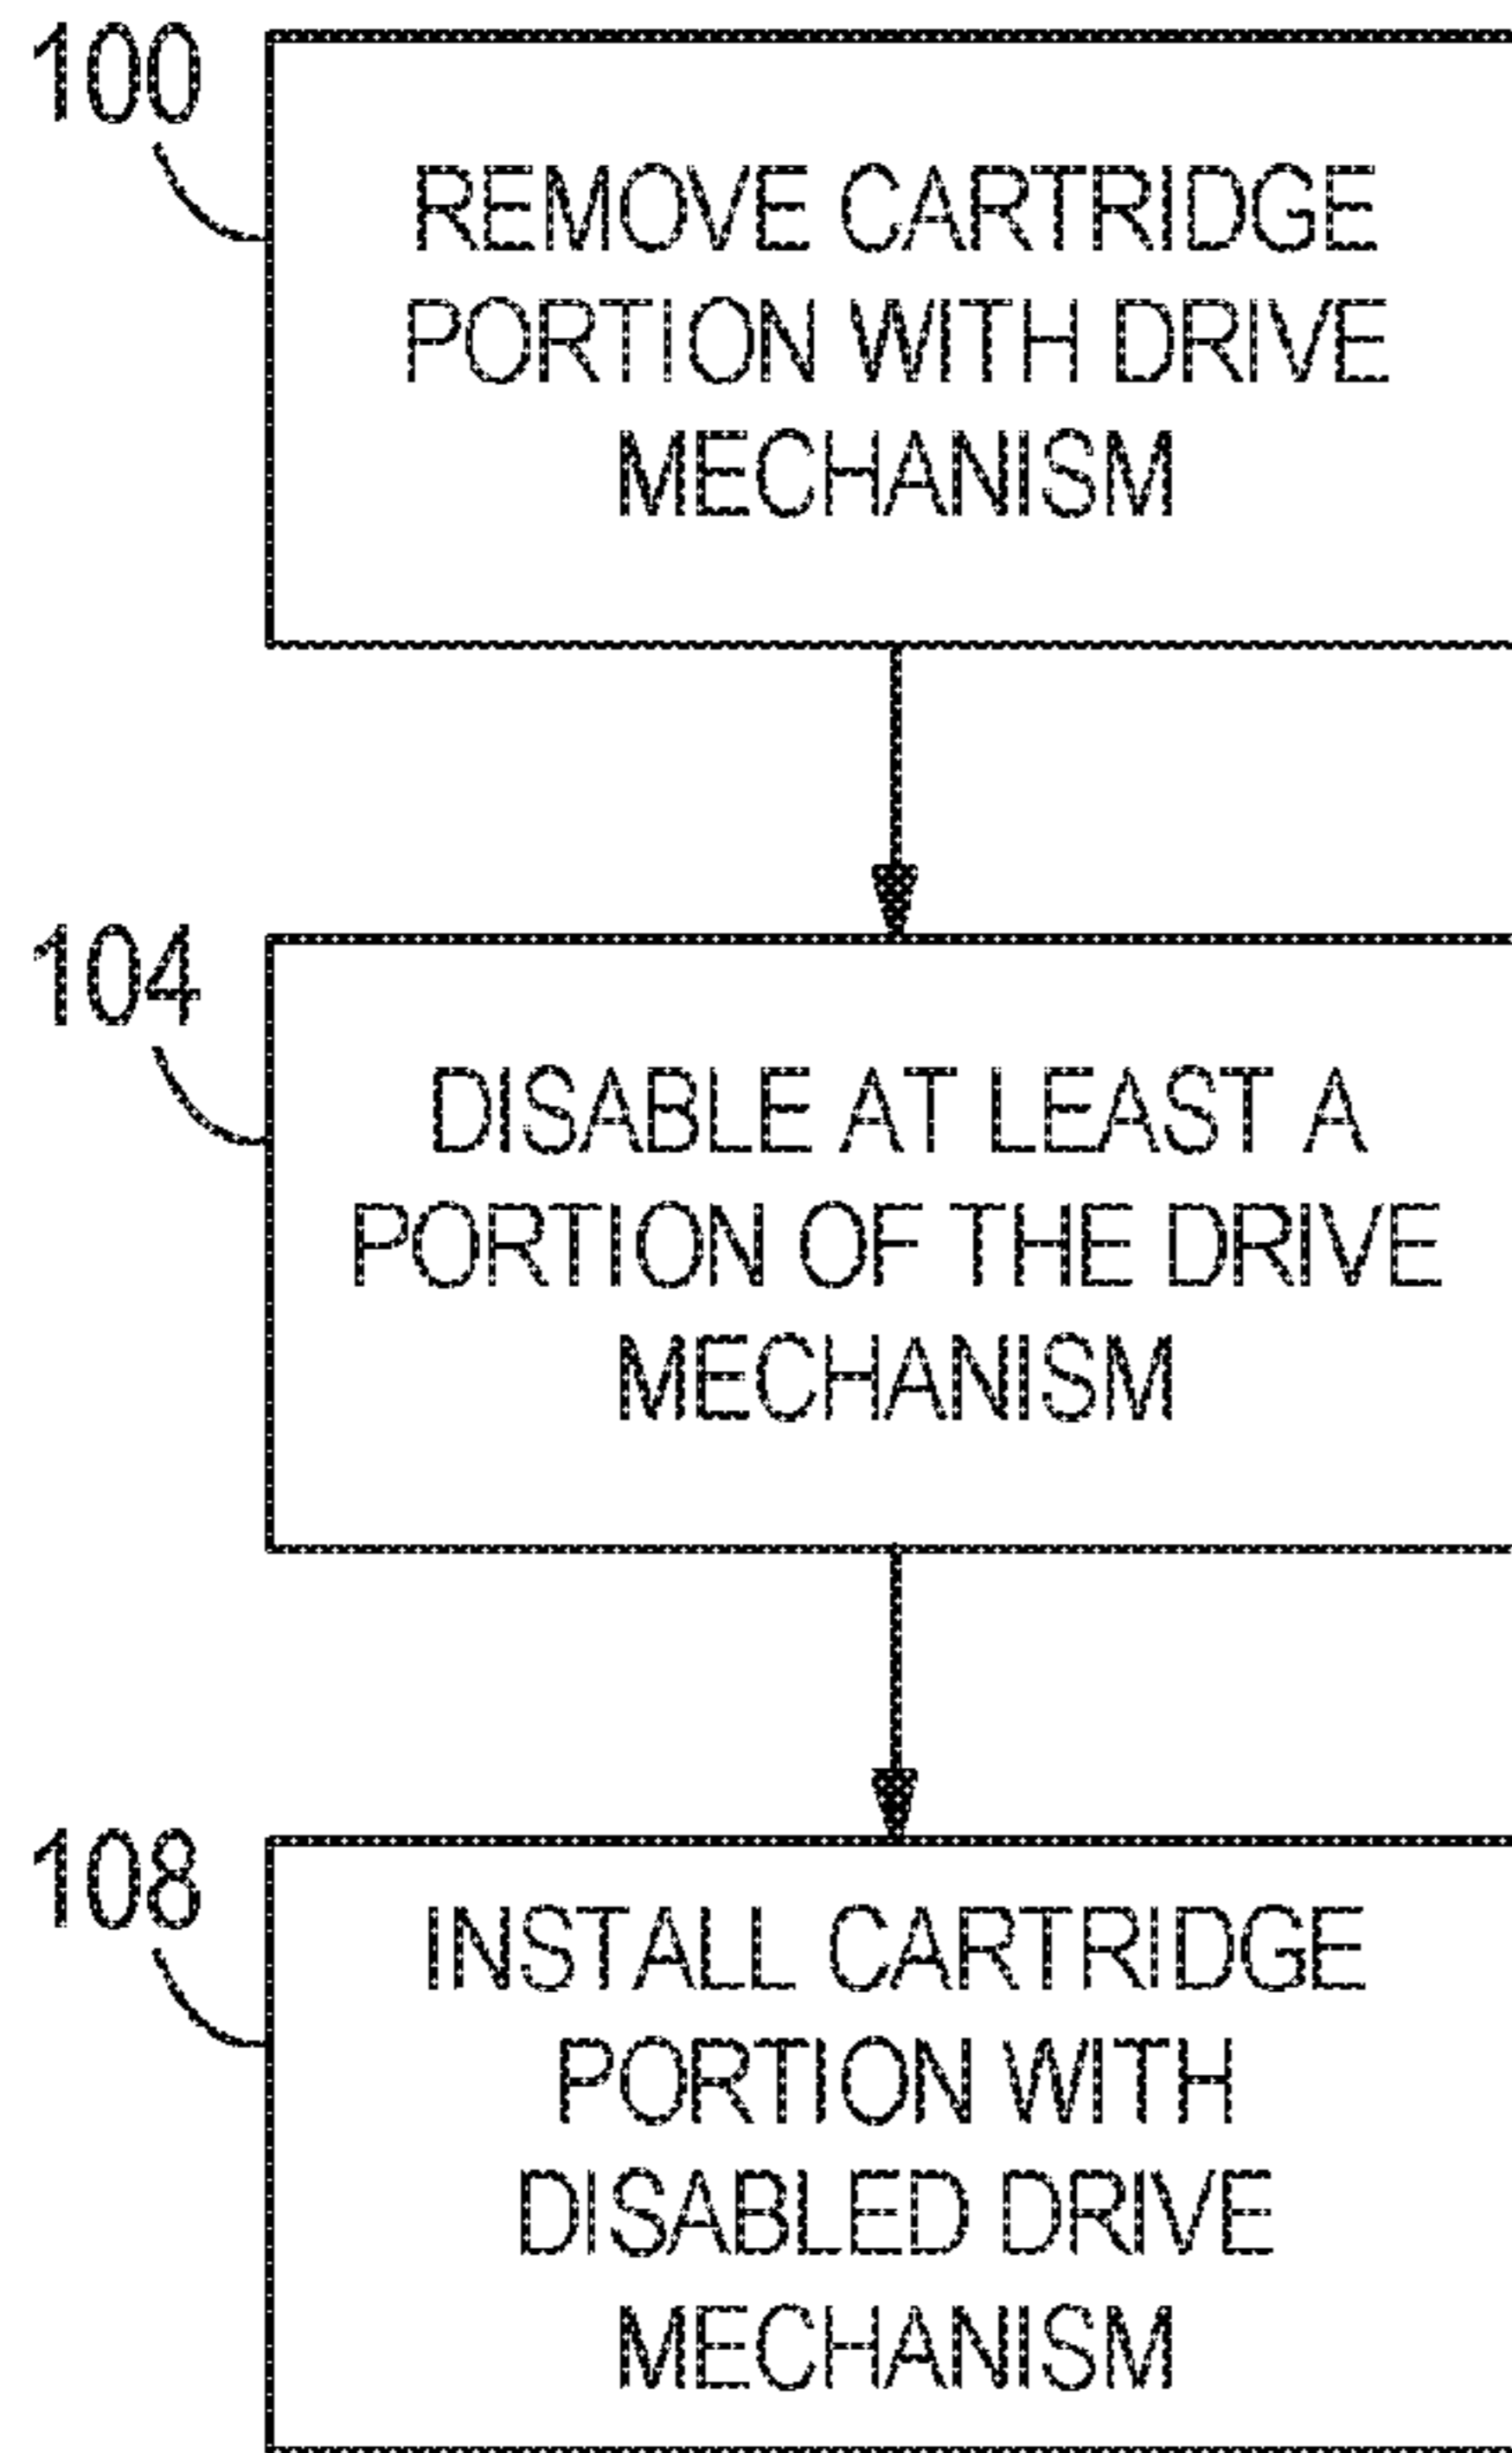 100
REMOVE CARTRIDGE
PORTION WITH DRIVE
MECHANISM
104
DISABLE AT LEAST A
PORTION OF THE DRIVE
MECHANISM
108
INSTALL CARTRIDGE
PORTION WITH
DISABLED DRIVE
MECHANISM